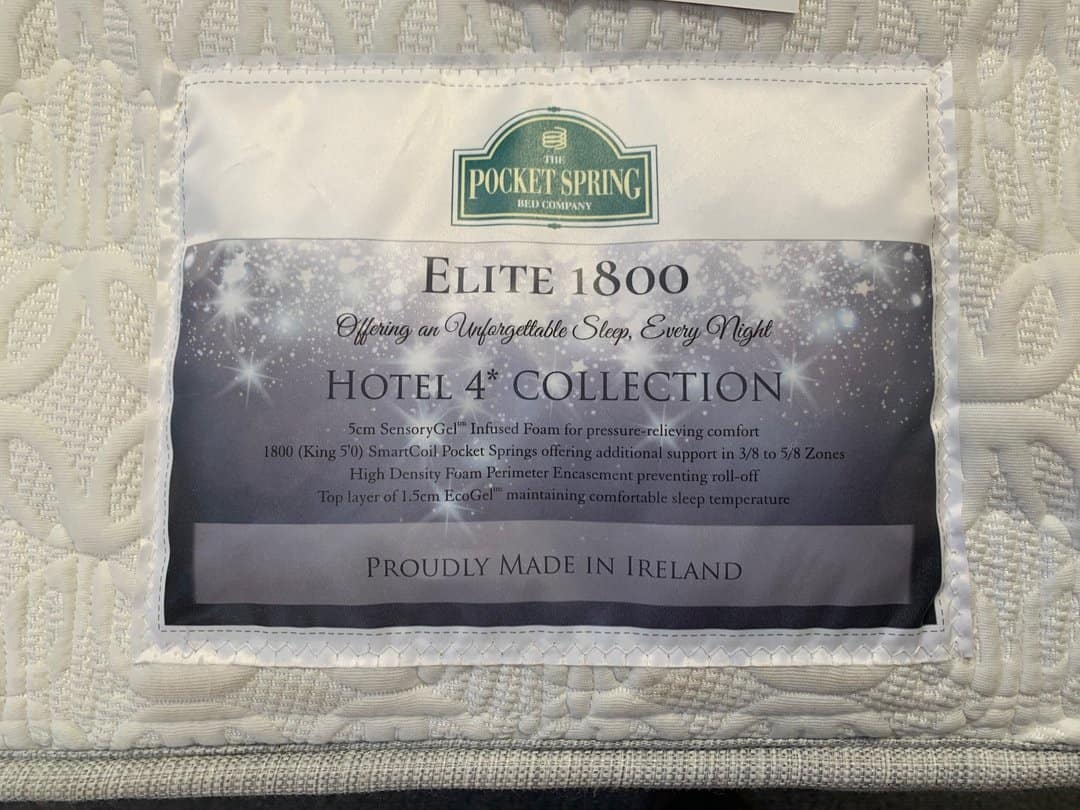 THE
POCKET SPRING
BED COMPANY
ELITE 1800
Offering an Unforgettable Sleep, Every Night
HOTEL 4* COLLECTION
5cm SensoryGel™ Infused Foam for pressure-relieving comfort
1800 (King 5'0) SmartCoil Pocket Springs offering additional support in 3/8 to 5/8 Zones
High Density Foam Perimeter Encasement preventing roll-off
Top layer of 1.5cm EcoGel™ maintaining comfortable sleep temperature
PROUDLY MADE IN IRELAND